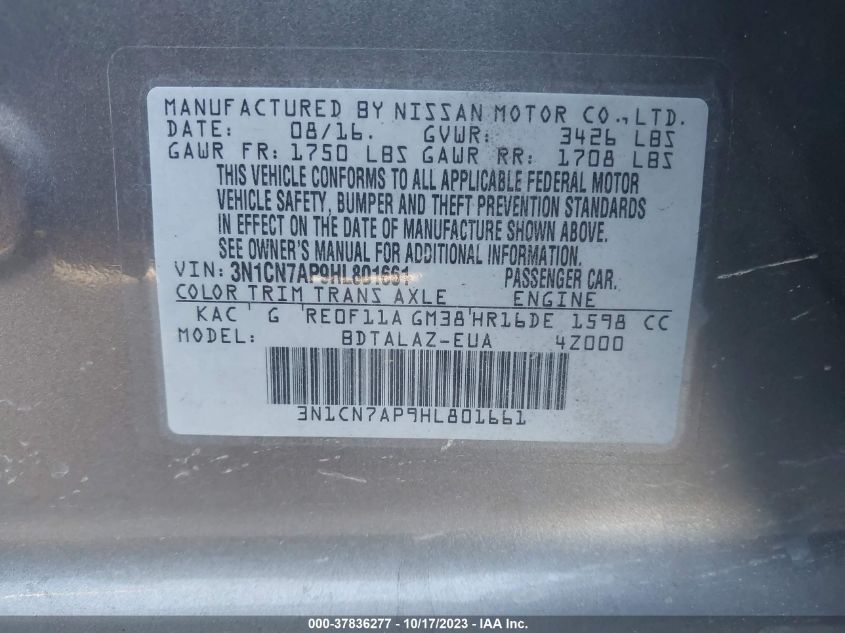 MANUFACTURED BY NISSAN MOTOR CO., LTD.
DATE: 08/16. GVWR: 3426 LBS
GAWR FR: 1750 LBS GAWR RR: 1708 LBS
THIS VEHICLE CONFORMS TO ALL APPLICABLE FEDERAL MOTOR
VEHICLE SAFETY, BUMPER AND THEFT PREVENTION STANDARDS
IN EFFECT ON THE DATE OF MANUFACTURE SHOWN ABOVE.
SEE OWNER'S MANUAL FOR ADDITIONAL INFORMATION.
VIN: 3N1CN7AP9HL801661 PASSENGER CAR.
COLOR TRIM TRANS AXLE ENGINE
KAC G RE0F11A GM38 HR16DE 1598 CC
MODEL: BDTALAZ-EUA 4Z000
3N1CN7AP9HL801661
000-37836277 - 10/17/2023 - IAA Inc.